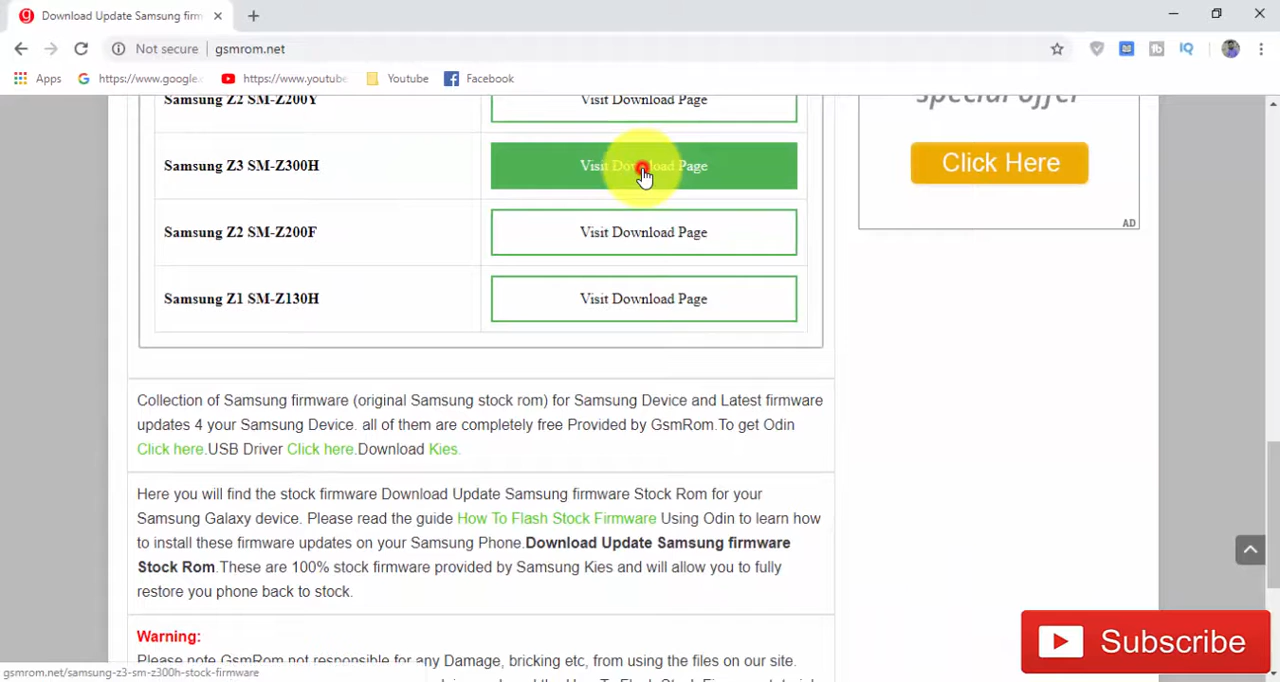 Download Update Samsung firm
Not secure
gsmrom.net
Apps
https://www.google.
https://www.youtube
Youtube
Facebook
Samsung Z2 SM-Z200Y
Visit Download Page
special offer
Samsung Z3 SM-Z300H
Visit Download Page
Click Here
AD
Samsung Z2 SM-Z200F
Visit Download Page
Samsung Z1 SM-Z130H
Visit Download Page
Collection of Samsung firmware (original Samsung stock rom) for Samsung Device and Latest firmware
updates 4 your Samsung Device. all of them are completely free Provided by GsmRom.To get Odin
Click here.USB Driver Click here.Download Kies.
Here you will find the stock firmware Download Update Samsung firmware Stock Rom for your
Samsung Galaxy device. Please read the guide How To Flash Stock Firmware Using Odin to learn how
to install these firmware updates on your Samsung Phone.Download Update Samsung firmware
Stock Rom.These are 100% stock firmware provided by Samsung Kies and will allow you to fully
restore you phone back to stock.
Warning:
Please note GsmRom not responsible for any Damage, bricking etc, from using the files on our site.
Subscribe
gsmrom.net/samsung-z3-sm-z300h-stock-firmware